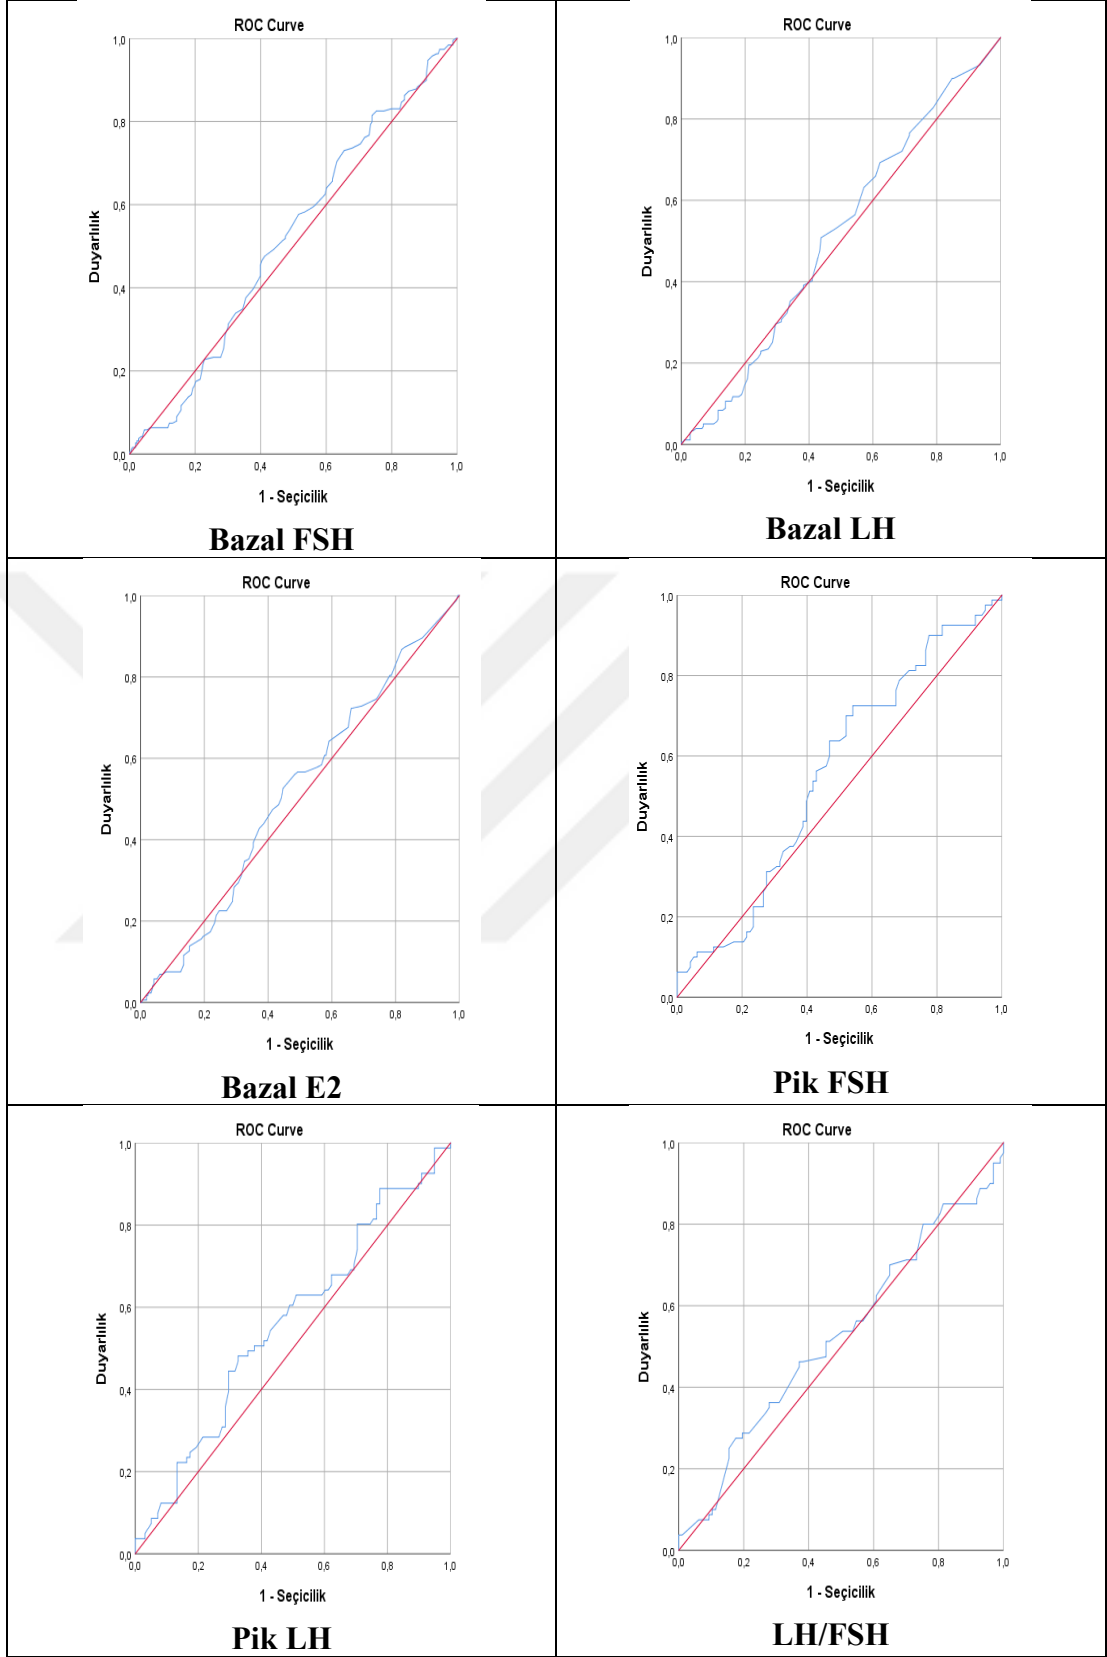 ROC Curve
1,0
0,8
0,6
0,4
0,2
0,0
0,0 0,2 0,4 0,6 0,8 1,0
Duyarlılık
1 - Seçicilik
Bazal FSH
ROC Curve
1,0
0,8
0,6
0,4
0,2
0,0
0,0 0,2 0,4 0,6 0,8 1,0
Duyarlılık
1 - Seçicilik
Bazal LH
ROC Curve
1,0
0,8
0,6
0,4
0,2
0,0
0,0 0,2 0,4 0,6 0,8 1,0
Duyarlılık
1 - Seçicilik
Bazal E2
ROC Curve
1,0
0,8
0,6
0,4
0,2
0,0
0,0 0,2 0,4 0,6 0,8 1,0
Duyarlılık
1 - Seçicilik
Pik FSH
ROC Curve
1,0
0,8
0,6
0,4
0,2
0,0
0,0 0,2 0,4 0,6 0,8 1,0
Duyarlılık
1 - Seçicilik
Pik LH
ROC Curve
1,0
0,8
0,6
0,4
0,2
0,0
0,0 0,2 0,4 0,6 0,8 1,0
Duyarlılık
1 - Seçicilik
LH/FSH